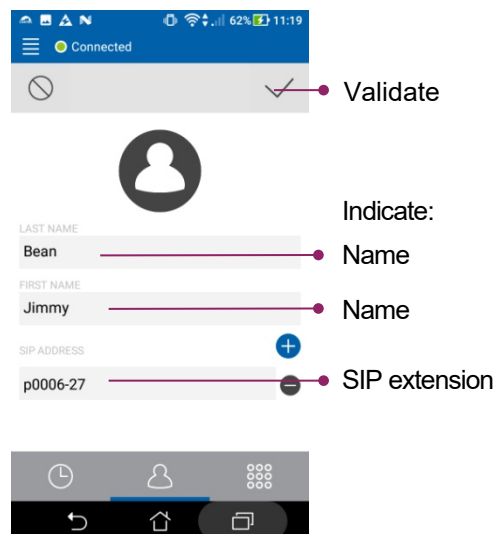 62% 11:19
Connected
Validate
Indicate:
LAST NAME
Bean
Name
FIRST NAME
Jimmy
Name
SIP ADDRESS
p0006-27
SIP extension